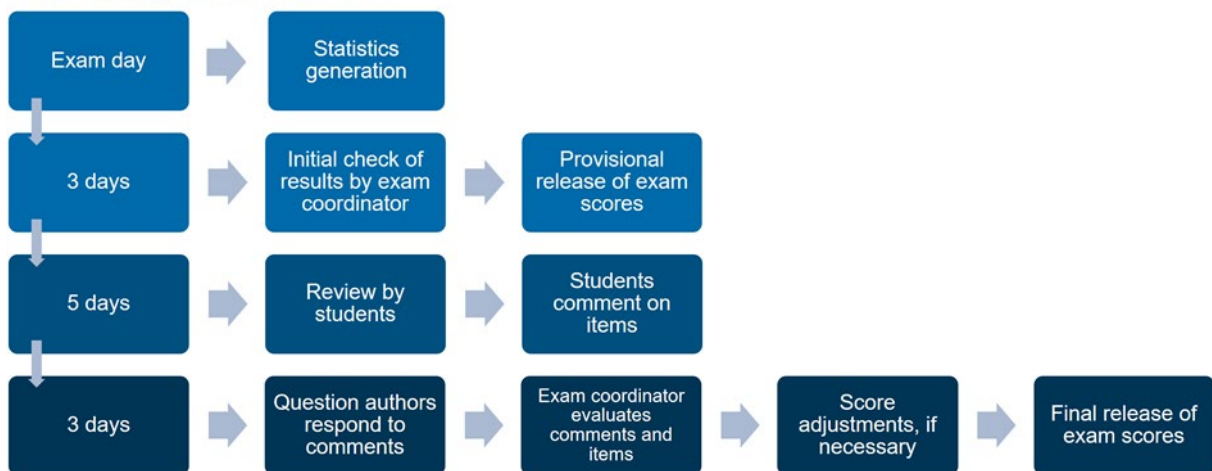 Exam day
Statistics
generation
3 days
Initial check of
results by exam
coordinator
Provisional
release of exam
scores
5 days
Review by
students
Students
comment on
items
3 days
Question authors
respond to
comments
Exam coordinator
evaluates
comments and
items
Score
adjustments, if
necessary
Final release of
exam scores